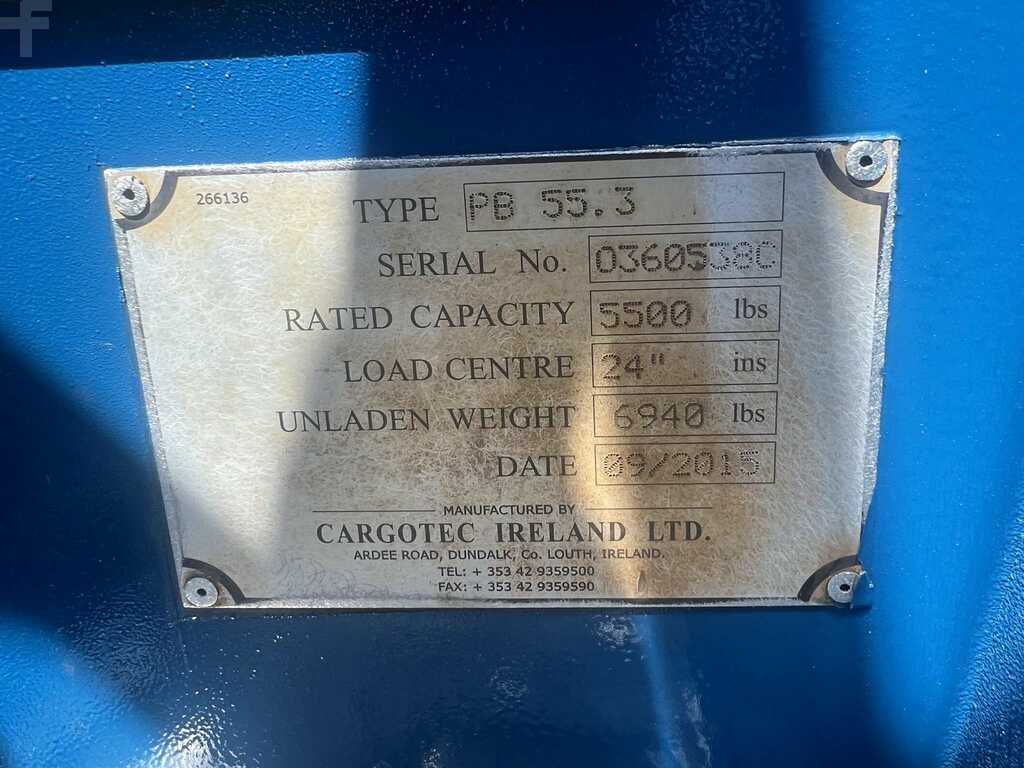 266136
TYPE PB 55.3
SERIAL No. 0360538C
RATED CAPACITY 5500 lbs
LOAD CENTRE 24" ins
UNLADEN WEIGHT 6940 lbs
DATE 09/2015
MANUFACTURED BY
CARGOTEC IRELAND LTD.
ARDEE ROAD, DUNDALK, Co. LOUTH, IRELAND.
TEL: + 353 42 9359500
FAX: + 353 42 9359590